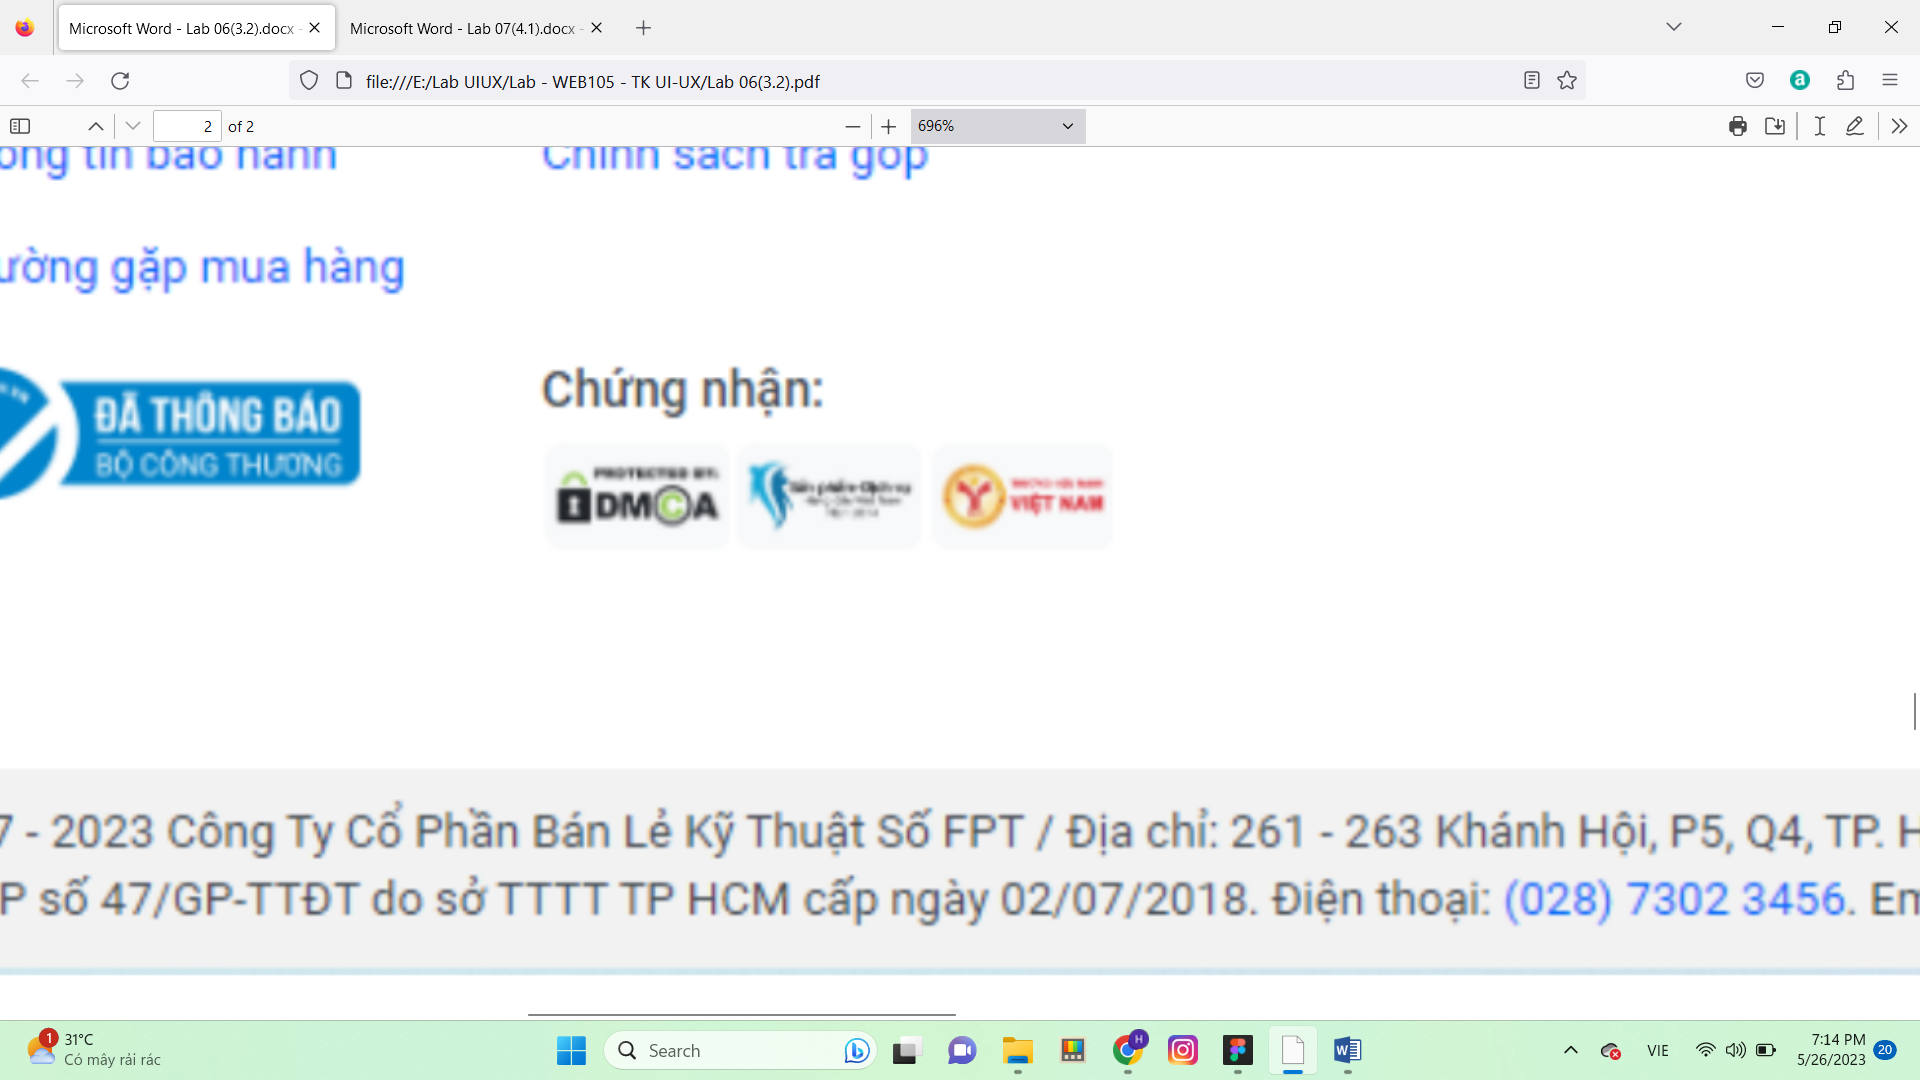 Microsoft Word - Lab 06(3.2).docx -
Microsoft Word - Lab 07(4.1).docx -
file:///E:/Lab UIUX/Lab - WEB105 - TK UI-UX/Lab 06(3.2).pdf
2 of 2
696%
ông tin bảo hành
Chính sách trả góp
ường gặp mua hàng
ĐÃ THÔNG BÁO
BỘ CÔNG THƯƠNG
Chứng nhận:
PROTECTED BY:
DMCA
Sản phẩm-Dịch vụ
VIỆT NAM
7 - 2023 Công Ty Cổ Phần Bán Lẻ Kỹ Thuật Số FPT / Địa chỉ: 261 - 263 Khánh Hội, P5, Q4, TP. H
P số 47/GP-TTĐT do sở TTTT TP HCM cấp ngày 02/07/2018. Điện thoại: (028) 7302 3456. Em
1
31°C
Có mây rải rác
Search
H
VIE
7:14 PM
5/26/2023
20